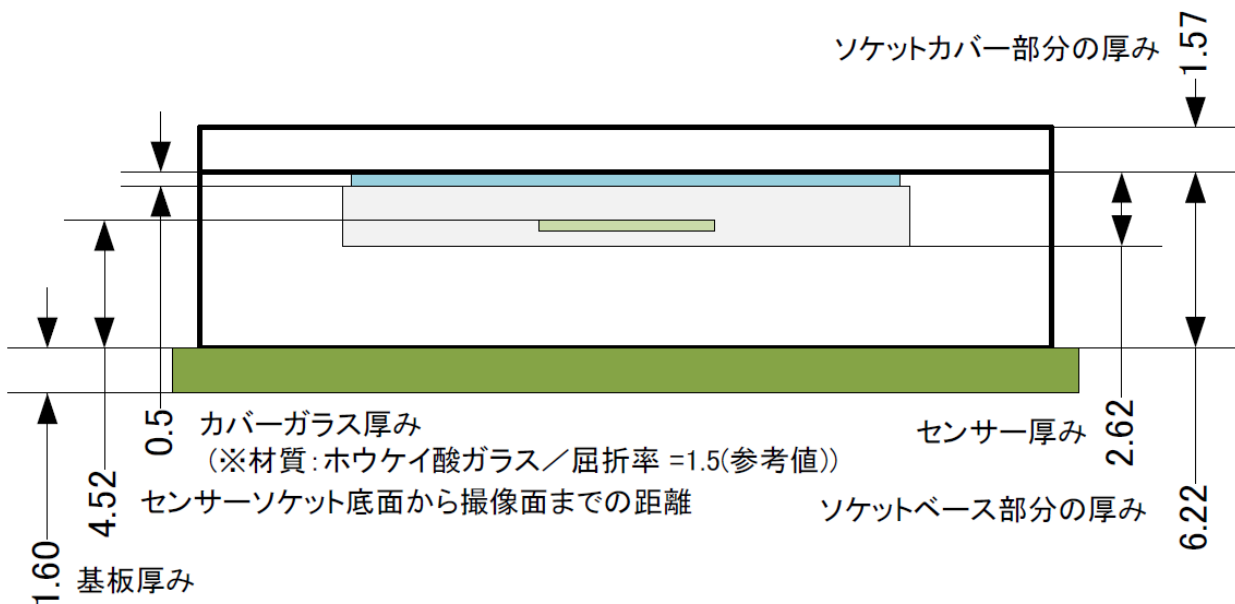 ソケットカバー部分の厚み
1.57
0.5
カバーガラス厚み
(※材質:ホウケイ酸ガラス/屈折率 =1.5(参考値))
センサー厚み
2.62
4.52
センサーソケット底面から撮像面までの距離
ソケットベース部分の厚み
6.22
1.60
基板厚み